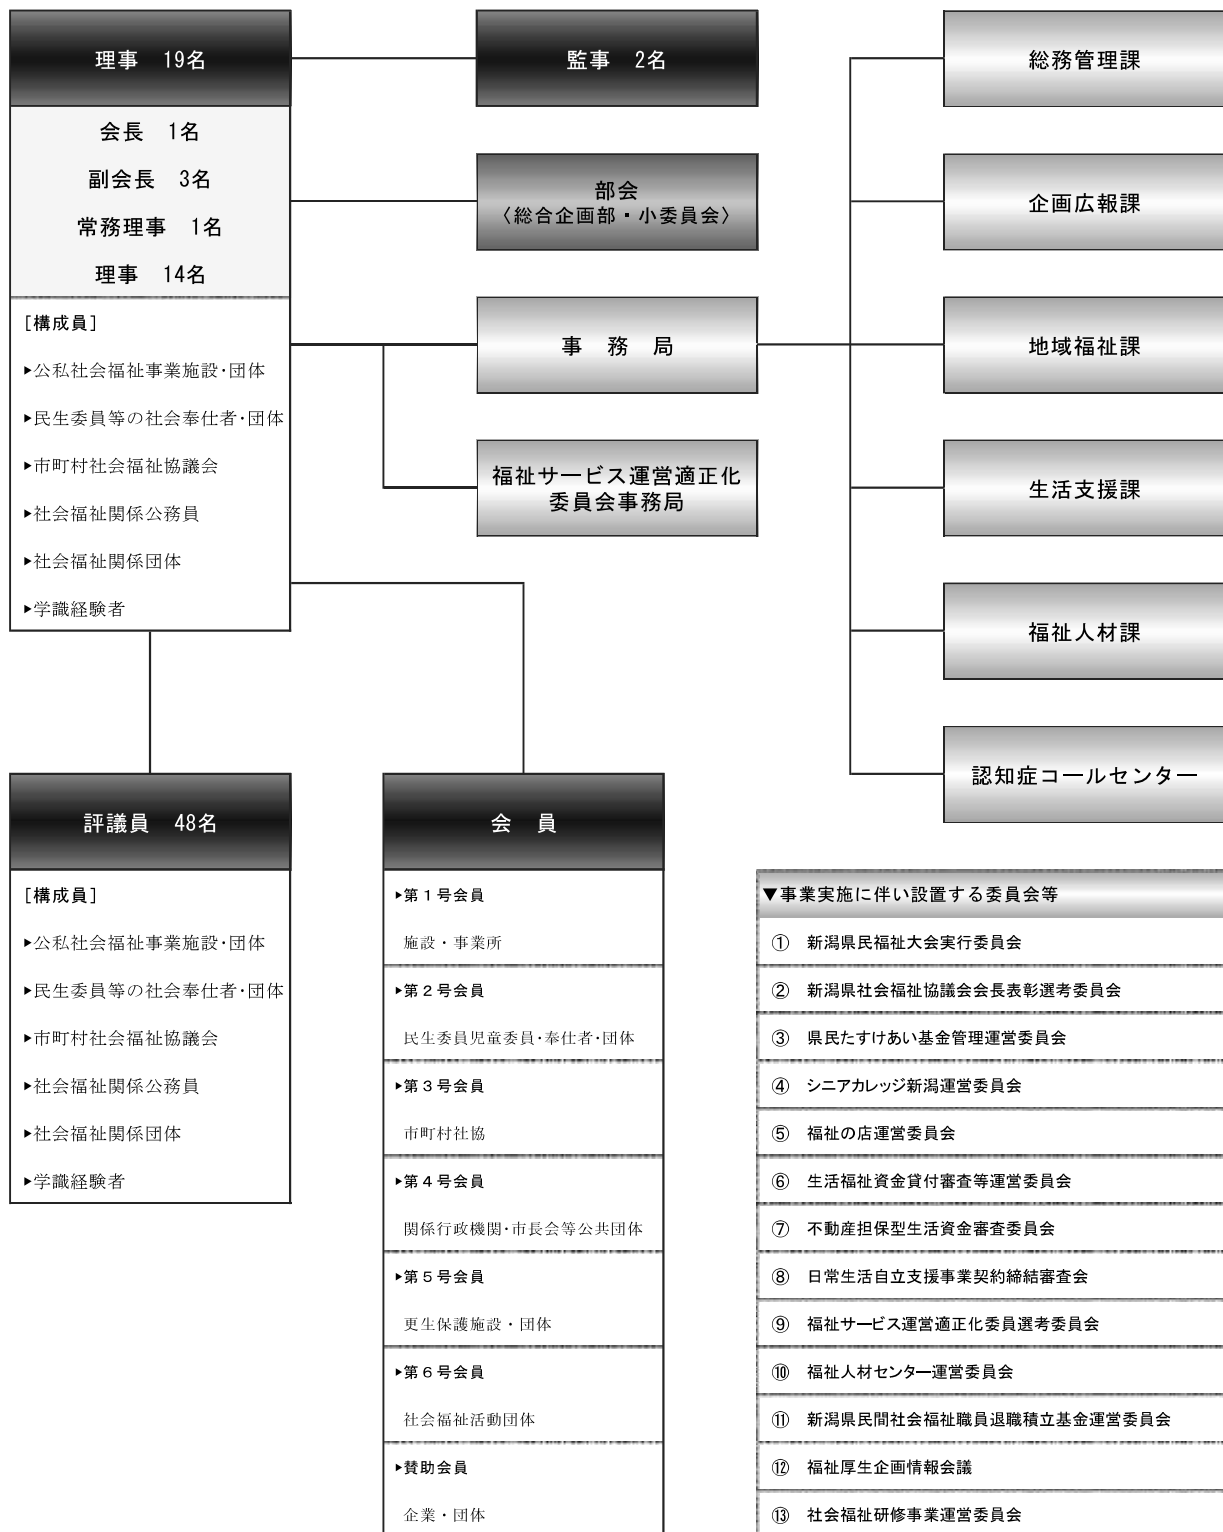 理事　19名
会長　1名
副会長　3名
常務理事　1名
理事　14名
[構成員]
▶公私社会福祉事業施設･団体
▶民生委員等の社会奉仕者･団体
▶市町村社会福祉協議会
▶社会福祉関係公務員
▶社会福祉関係団体
▶学識経験者
監事　2名
部会
〈総合企画部・小委員会〉
事　務　局
福祉サービス運営適正化
委員会事務局
総務管理課
企画広報課
地域福祉課
生活支援課
福祉人材課
認知症コールセンター
評議員　48名
[構成員]
▶公私社会福祉事業施設･団体
▶民生委員等の社会奉仕者･団体
▶市町村社会福祉協議会
▶社会福祉関係公務員
▶社会福祉関係団体
▶学識経験者
会　員
▶第１号会員
施設・事業所
▶第２号会員
民生委員児童委員･奉仕者･団体
▶第３号会員
市町村社協
▶第４号会員
関係行政機関･市長会等公共団体
▶第５号会員
更生保護施設・団体
▶第６号会員
社会福祉活動団体
▶賛助会員
企業・団体
▼事業実施に伴い設置する委員会等
①　新潟県民福祉大会実行委員会
②　新潟県社会福祉協議会会長表彰選考委員会
③　県民たすけあい基金管理運営委員会
④　シニアカレッジ新潟運営委員会
⑤　福祉の店運営委員会
⑥　生活福祉資金貸付審査等運営委員会
⑦　不動産担保型生活資金審査委員会
⑧　日常生活自立支援事業契約締結審査会
⑨　福祉サービス運営適正化委員選考委員会
⑩　福祉人材センター運営委員会
⑪　新潟県民間社会福祉職員退職積立基金運営委員会
⑫　福祉厚生企画情報会議
⑬　社会福祉研修事業運営委員会